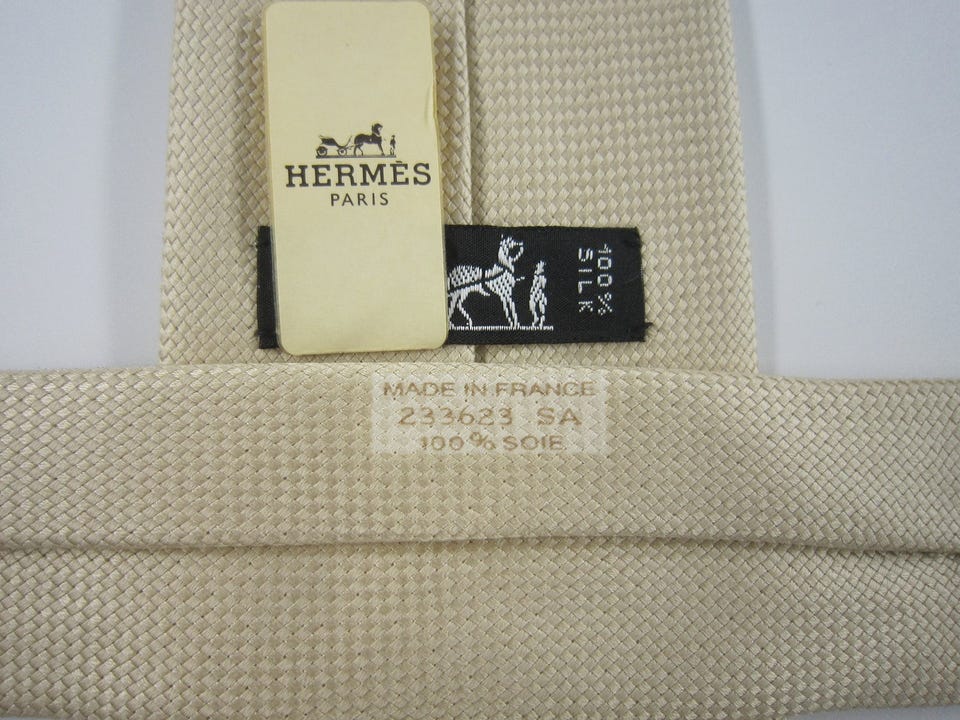 HERMÈS
PARIS
100%
SILK
MADE IN FRANCE
233623 SA
100% SOIE